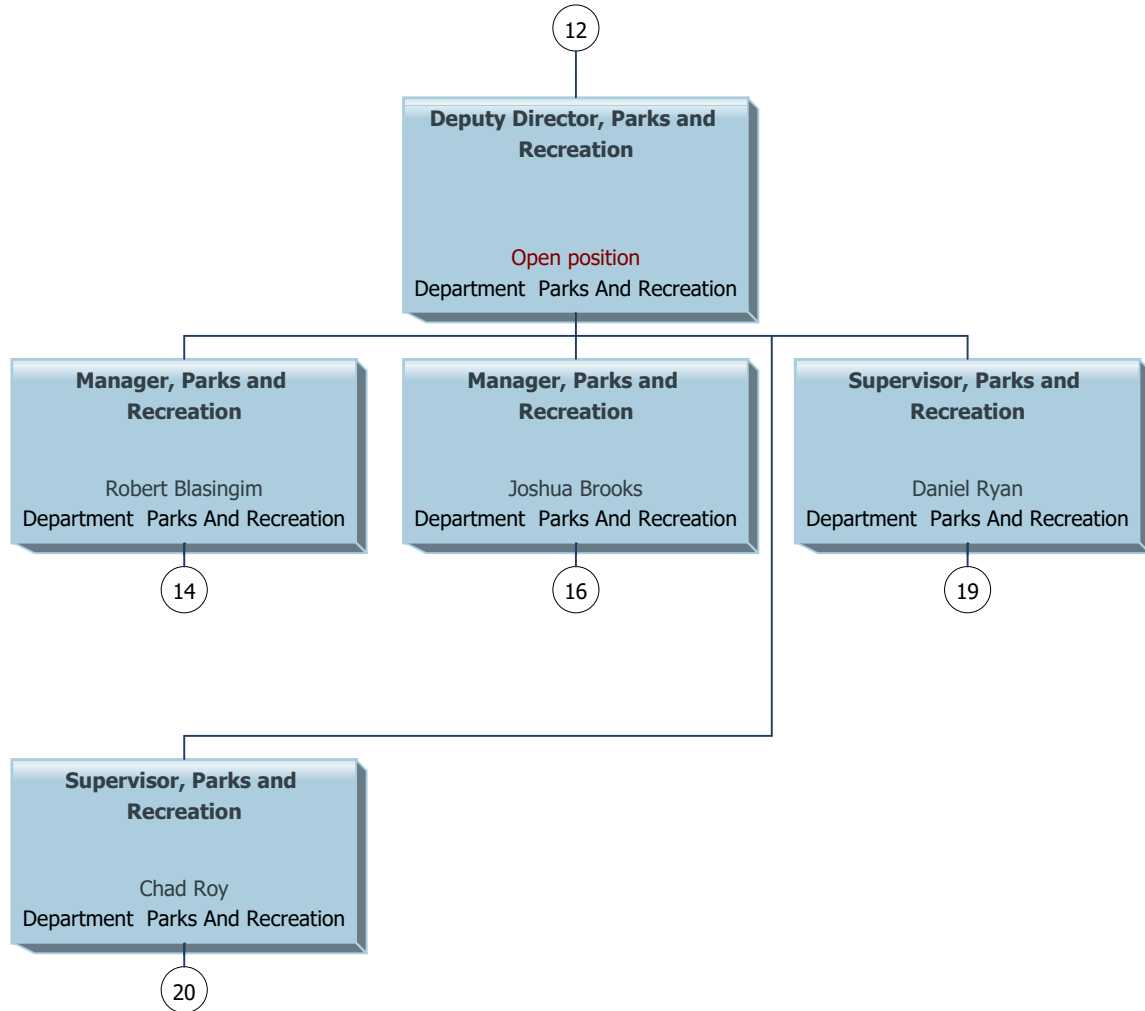 12
Deputy Director, Parks and
Recreation
Open position
Department  Parks And Recreation
Manager, Parks and
Recreation
Robert Blasingim
Department  Parks And Recreation
14
Manager, Parks and
Recreation
Joshua Brooks
Department  Parks And Recreation
16
Supervisor, Parks and
Recreation
Daniel Ryan
Department  Parks And Recreation
19
Supervisor, Parks and
Recreation
Chad Roy
Department  Parks And Recreation
20